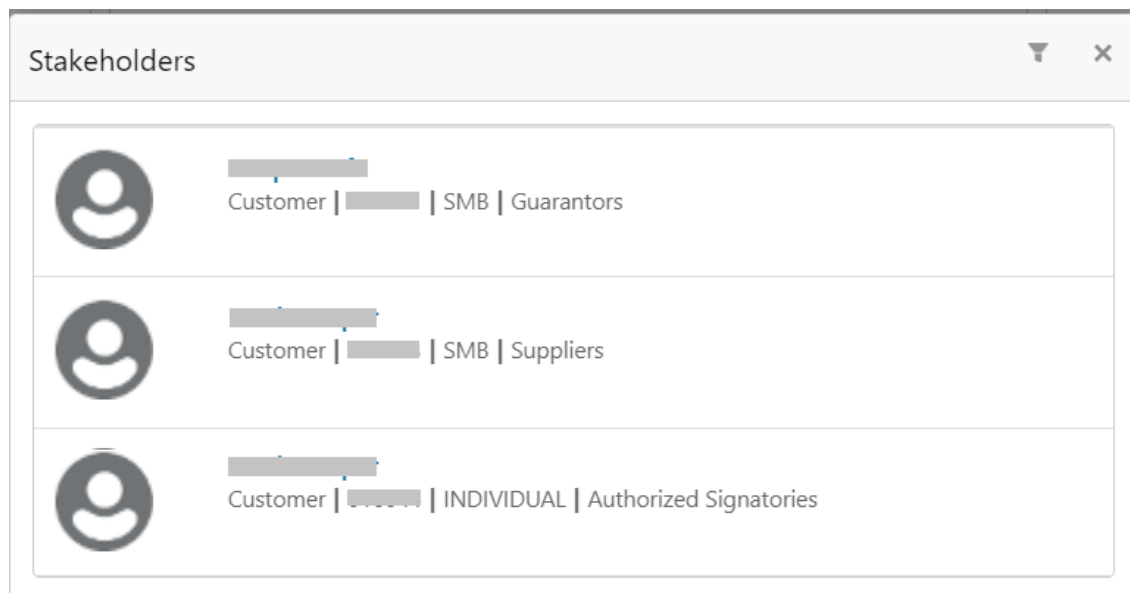 Stakeholders
Customer | | SMB | Guarantors
Customer | | SMB | Suppliers
Customer | | INDIVIDUAL | Authorized Signatories